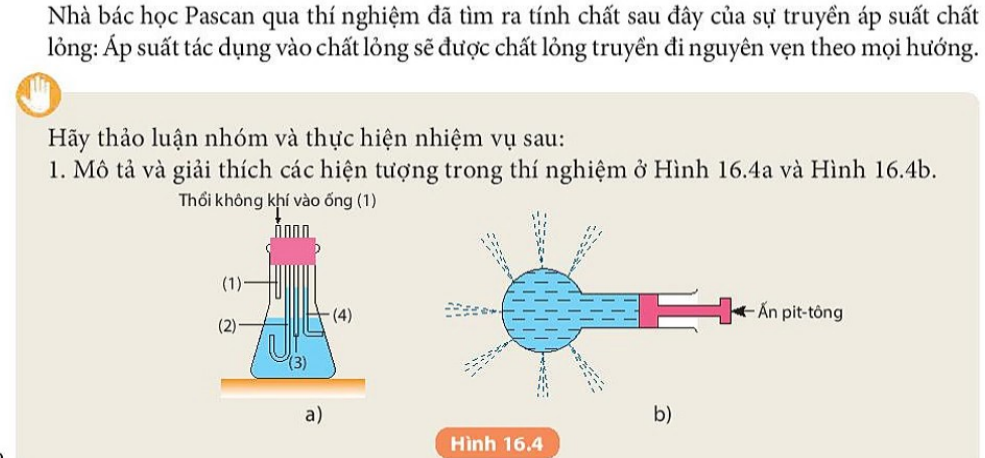 Nhà bác học Pascan qua thí nghiệm đã tìm ra tính chất sau đây của sự truyền áp suất chất
lỏng: Áp suất tác dụng vào chất lỏng sẽ được chất lỏng truyền đi nguyên vẹn theo mọi hướng.
Hãy thảo luận nhóm và thực hiện nhiệm vụ sau:
1. Mô tả và giải thích các hiện tượng trong thí nghiệm ở Hình 16.4a và Hình 16.4b.
Thổi không khí vào ống (1)
(1)
(2)
(4)
(3)
Ấn pit-tông
a)
b)
Hình 16.4